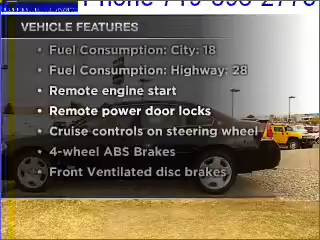 VEHICLE FEATURES
• Fuel Consumption: City: 18
• Fuel Consumption: Highway: 28
• Remote engine start
• Remote power door locks
• Cruise controls on steering wheel
• 4-wheel ABS Brakes
• Front Ventilated disc brakes